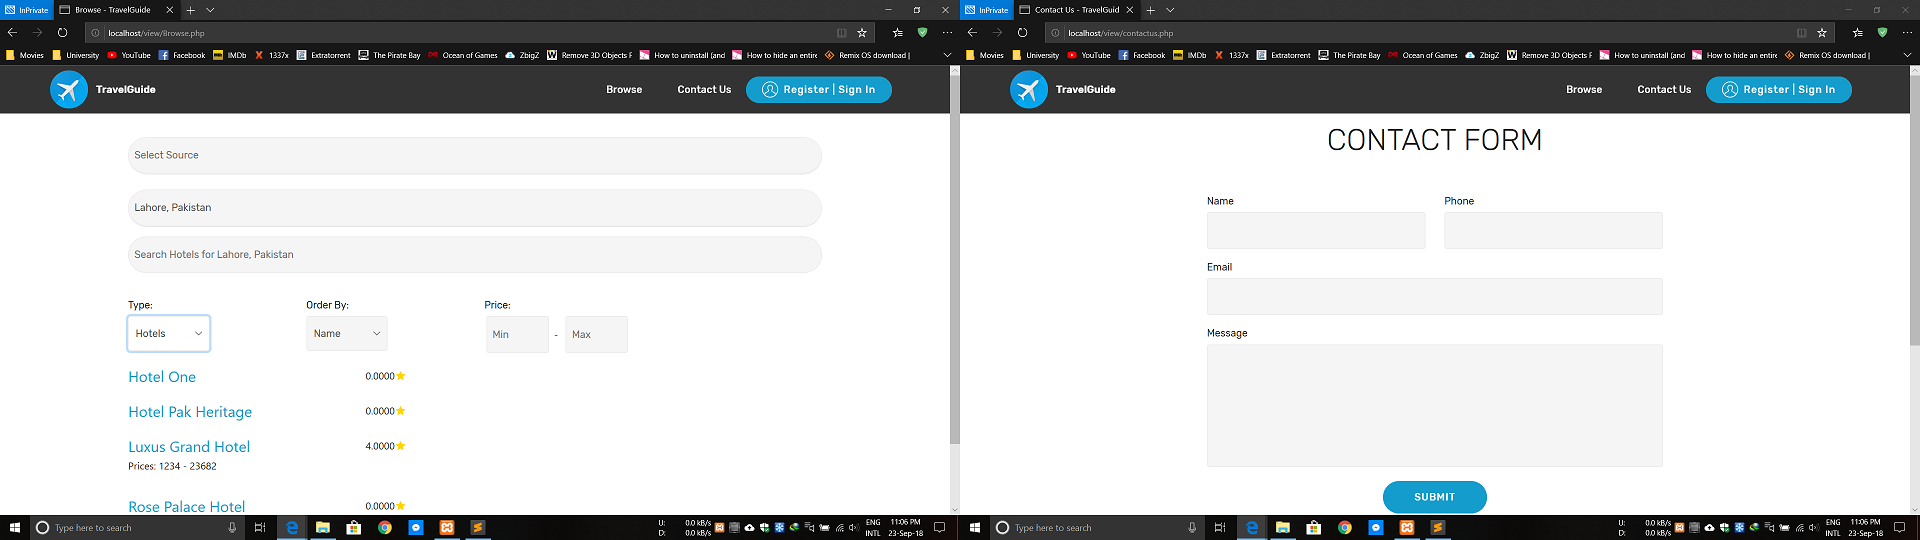 InPrivate
Browse - TravelGuide
localhost/view/Browse.php
Movies University YouTube Facebook IMDb 1337x Extratorrent The Pirate Bay Ocean of Games ZbigZ Remove 3D Objects F How to uninstall (and How to hide an entire Remix OS download |
TravelGuide
Browse Contact Us Register | Sign In
Select Source
Lahore, Pakistan
Search Hotels for Lahore, Pakistan
Type: Order By: Price:
Hotels Name Min - Max
Hotel One 0.0000
Hotel Pak Heritage 0.0000
Luxus Grand Hotel 4.0000
Prices: 1234 - 23682
Rose Palace Hotel 0.0000
Type here to search
U: 0.0 kB/s
D: 0.0 kB/s
ENG
INTL
11:06 PM
23-Sep-18
InPrivate
Contact Us - TravelGuid
localhost/view/contactus.php
Movies University YouTube Facebook IMDb 1337x Extratorrent The Pirate Bay Ocean of Games ZbigZ Remove 3D Objects F How to uninstall (and How to hide an entire Remix OS download |
TravelGuide
Browse Contact Us Register | Sign In
CONTACT FORM
Name Phone
Email
Message
SUBMIT
Type here to search
U: 0.0 kB/s
D: 0.0 kB/s
ENG
INTL
11:06 PM
23-Sep-18